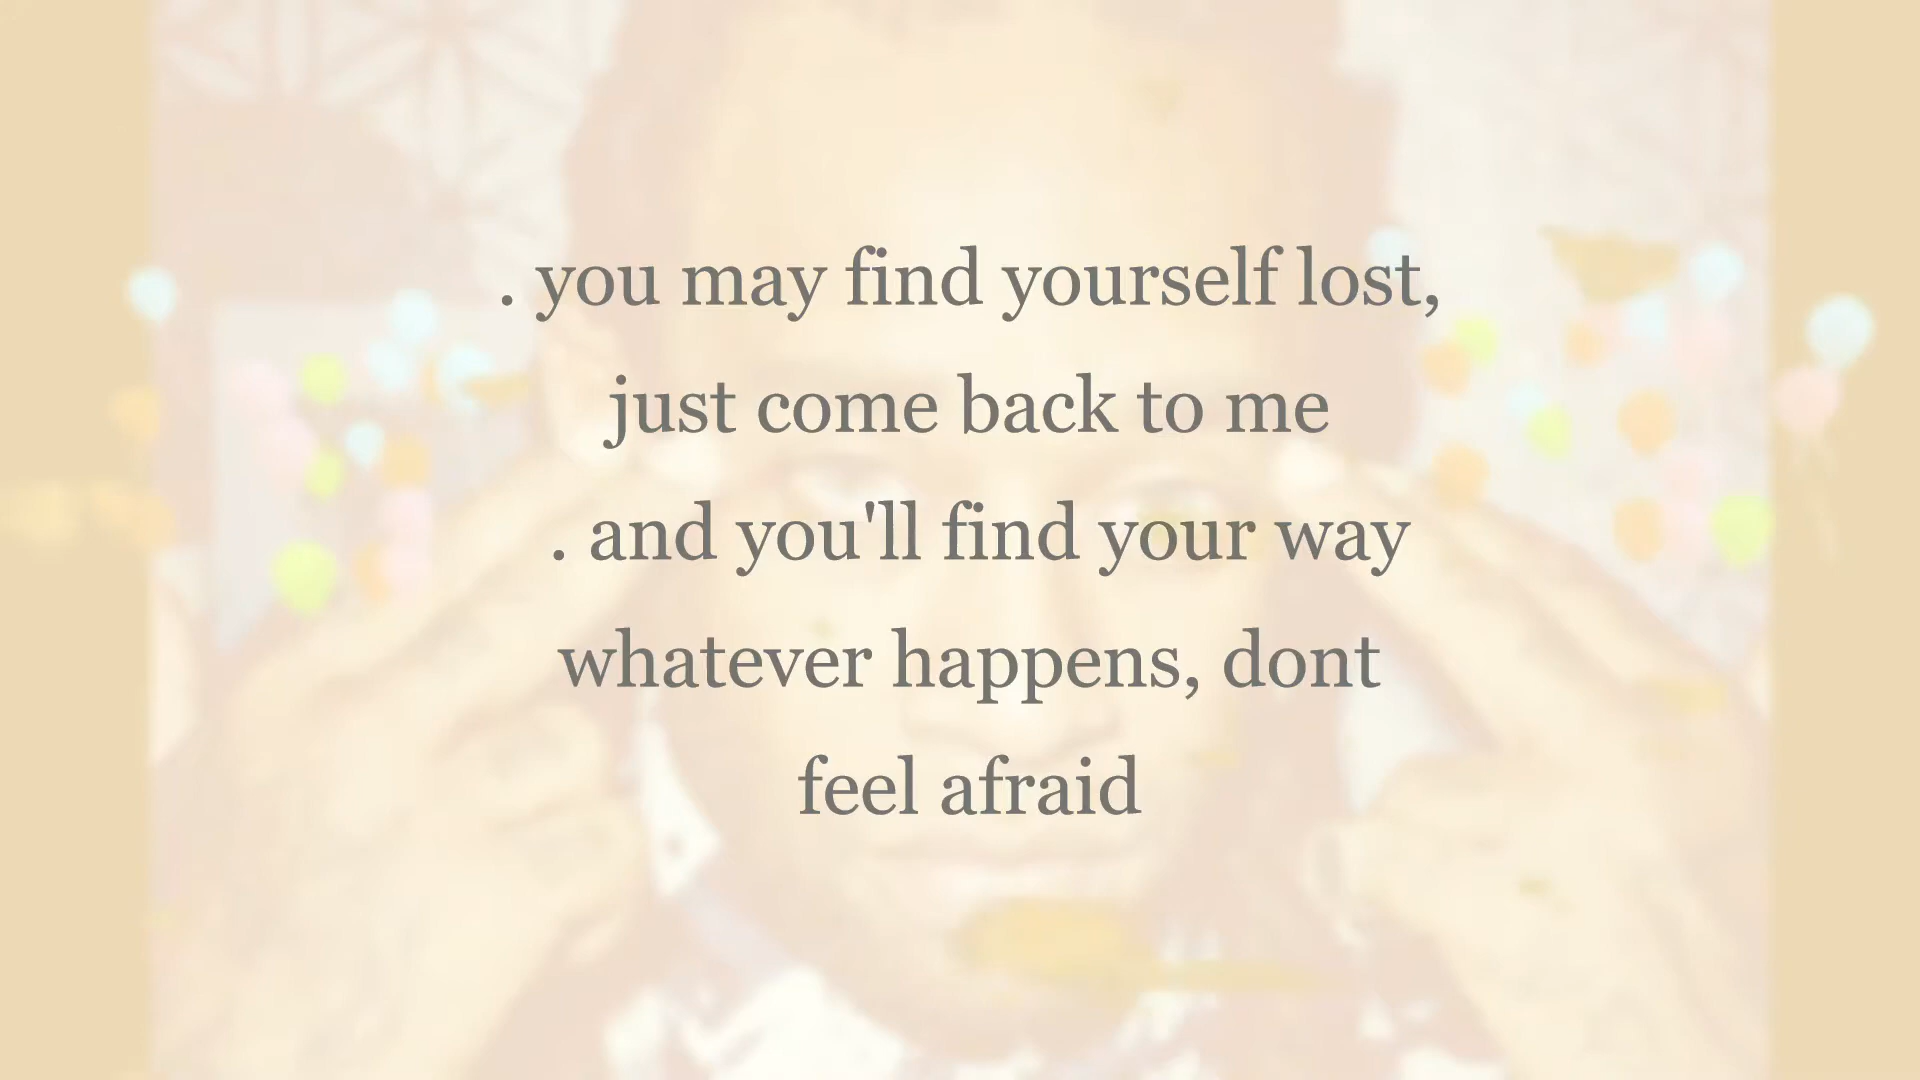 . you may find yourself lost,
just come back to me
. and you'll find your way
whatever happens, dont
feel afraid